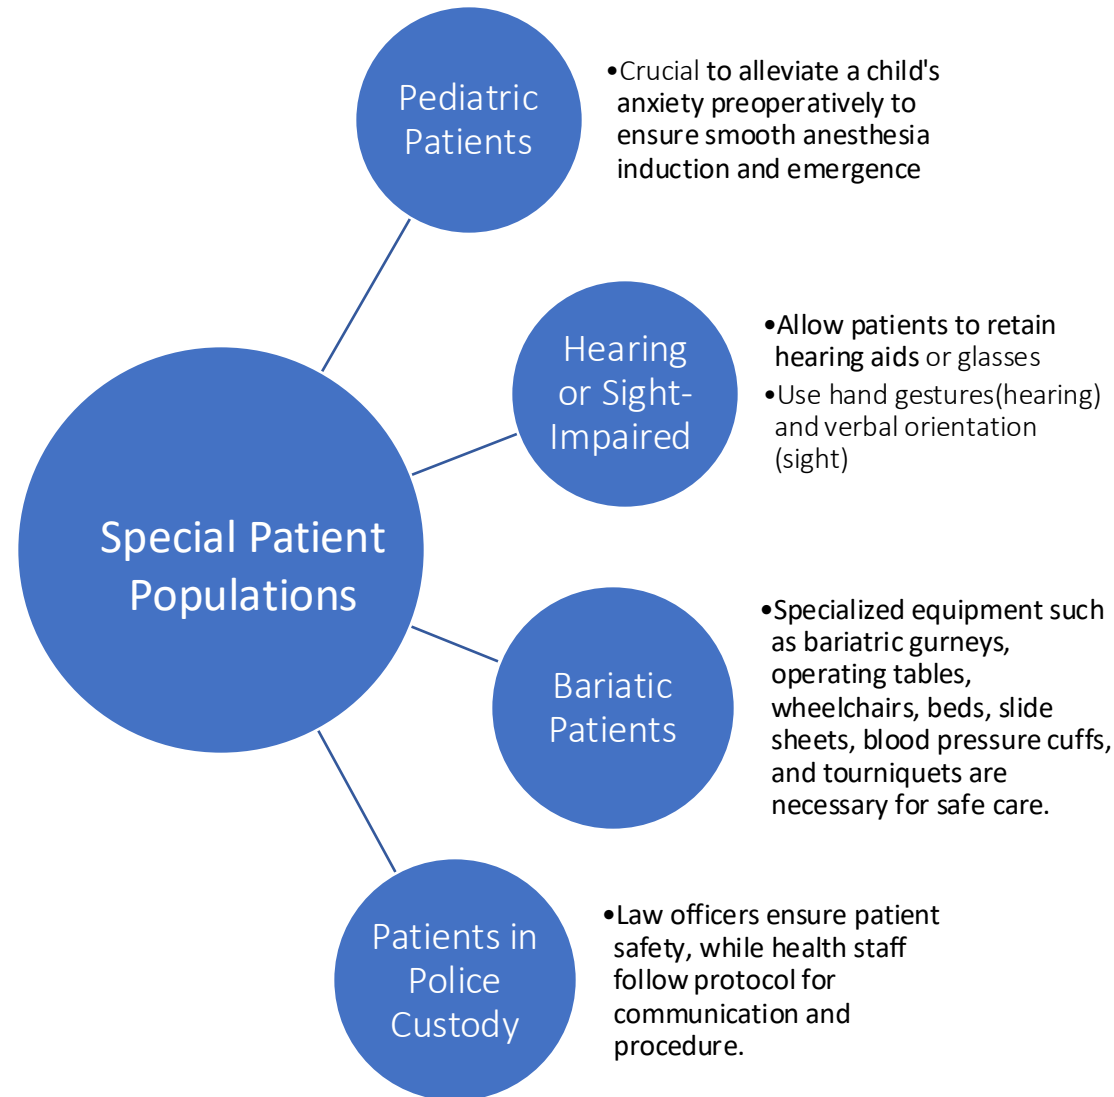 Pediatric
Patients
•Crucial to alleviate a child's
anxiety preoperatively to
ensure smooth anesthesia
induction and emergence
Hearing
or Sight-
Impaired
•Allow patients to retain
hearing aids or glasses
•Use hand gestures(hearing)
and verbal orientation
(sight)
Special Patient
Populations
Bariatic
Patients
•Specialized equipment such
as bariatric gurneys,
operating tables,
wheelchairs, beds, slide
sheets, blood pressure cuffs,
and tourniquets are
necessary for safe care.
Patients in
Police
Custody
•Law officers ensure patient
safety, while health staff
follow protocol for
communication and
procedure.